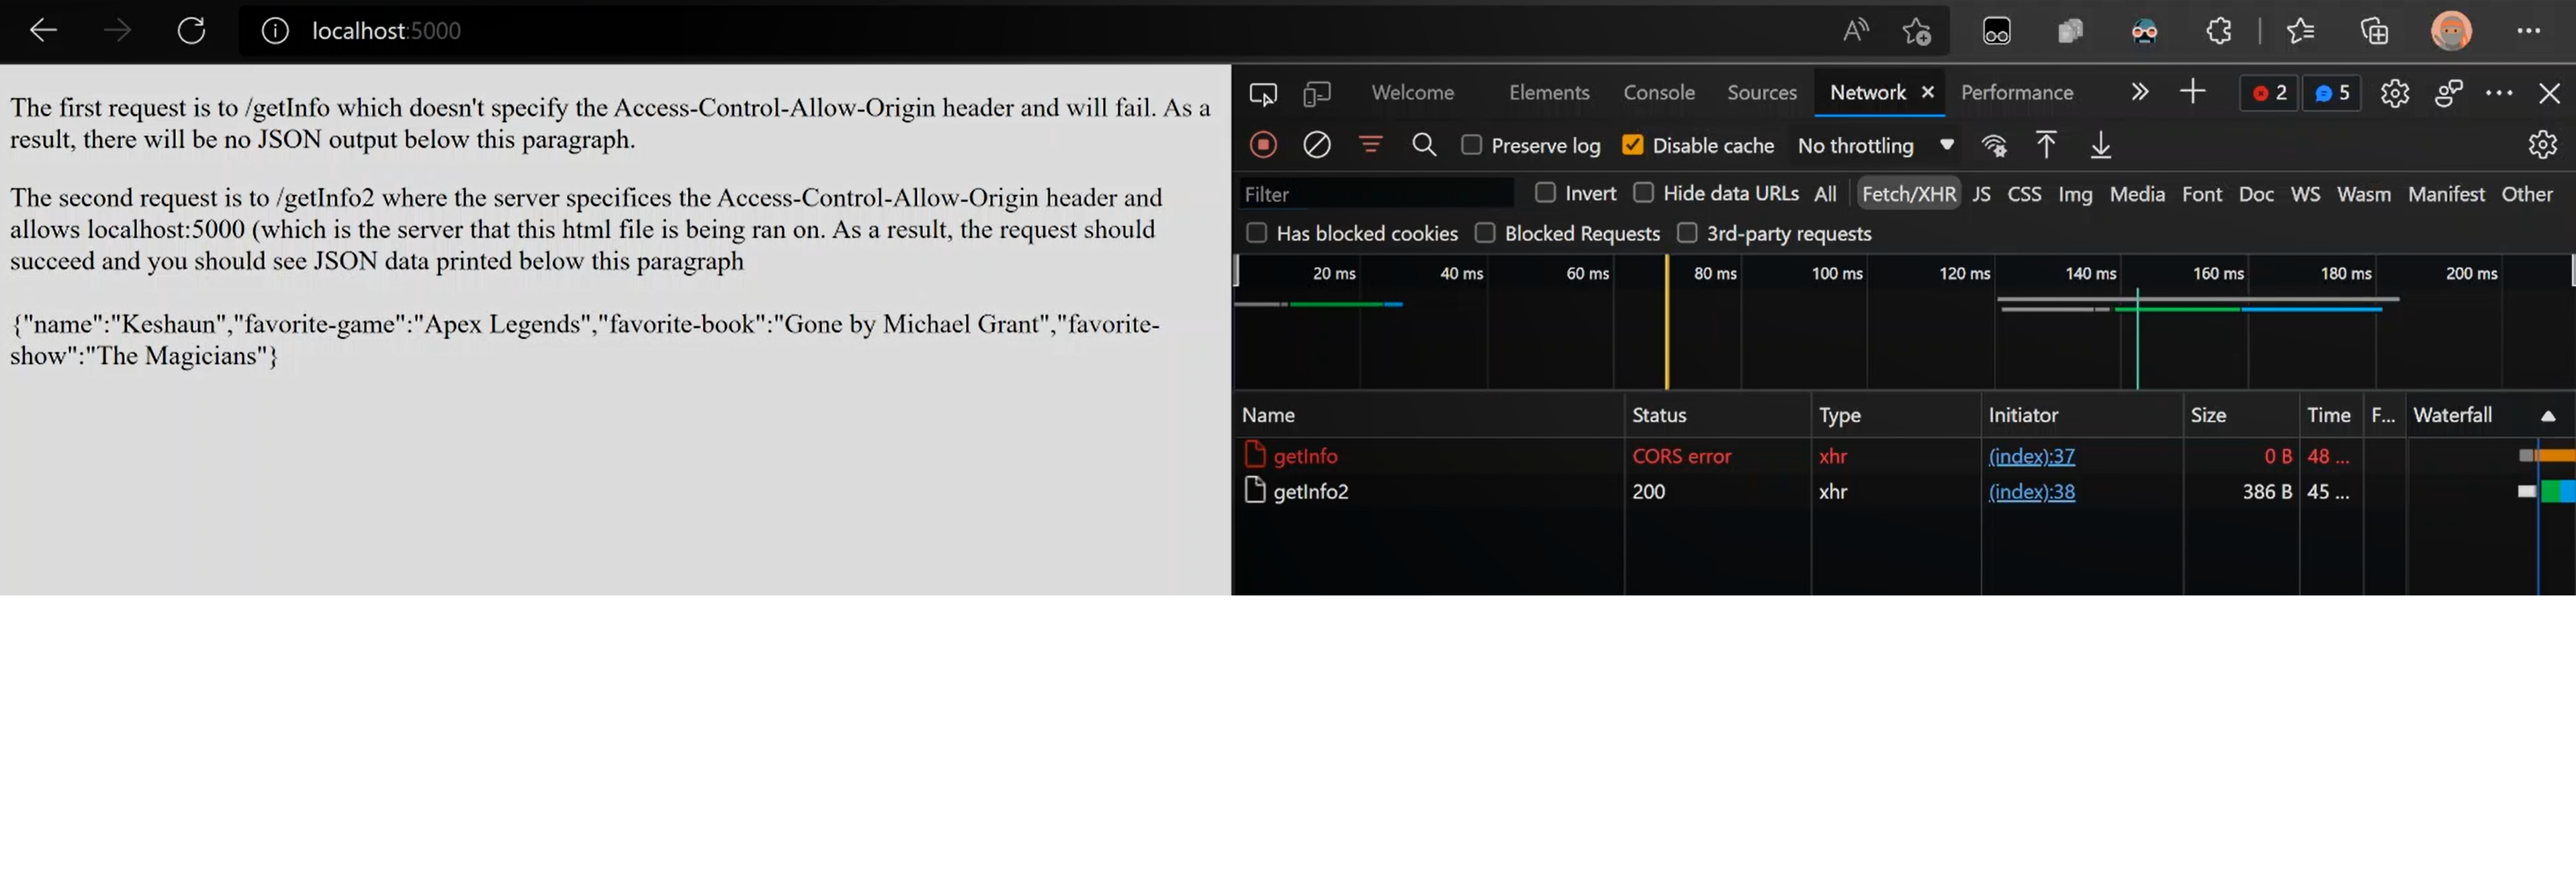 localhost:5000
The first request is to /getInfo which doesn't specify the Access-Control-Allow-Origin header and will fail. As a
result, there will be no JSON output below this paragraph.
The second request is to /getInfo2 where the server specifices the Access-Control-Allow-Origin header and
allows localhost:5000 (which is the server that this html file is being ran on. As a result, the request should
succeed and you should see JSON data printed below this paragraph
{"name":"Keshaun","favorite-game":"Apex Legends","favorite-book":"Gone by Michael Grant","favorite-
show":"The Magicians"}
Welcome Elements Console Sources Network Performance 2 5
Preserve log Disable cache No throttling
Filter Invert Hide data URLs All Fetch/XHR JS CSS Img Media Font Doc WS Wasm Manifest Other
Has blocked cookies Blocked Requests 3rd-party requests
20 ms 40 ms 60 ms 80 ms 100 ms 120 ms 140 ms 160 ms 180 ms 200 ms
Name Status Type Initiator Size Time F... Waterfall
getInfo CORS error xhr (index):37 0 B 48 ...
getInfo2 200 xhr (index):38 386 B 45 ...